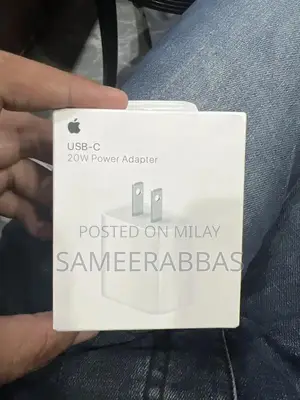 USB-C
20W Power Adapter
POSTED ON MILAY
SAMEERABBAS